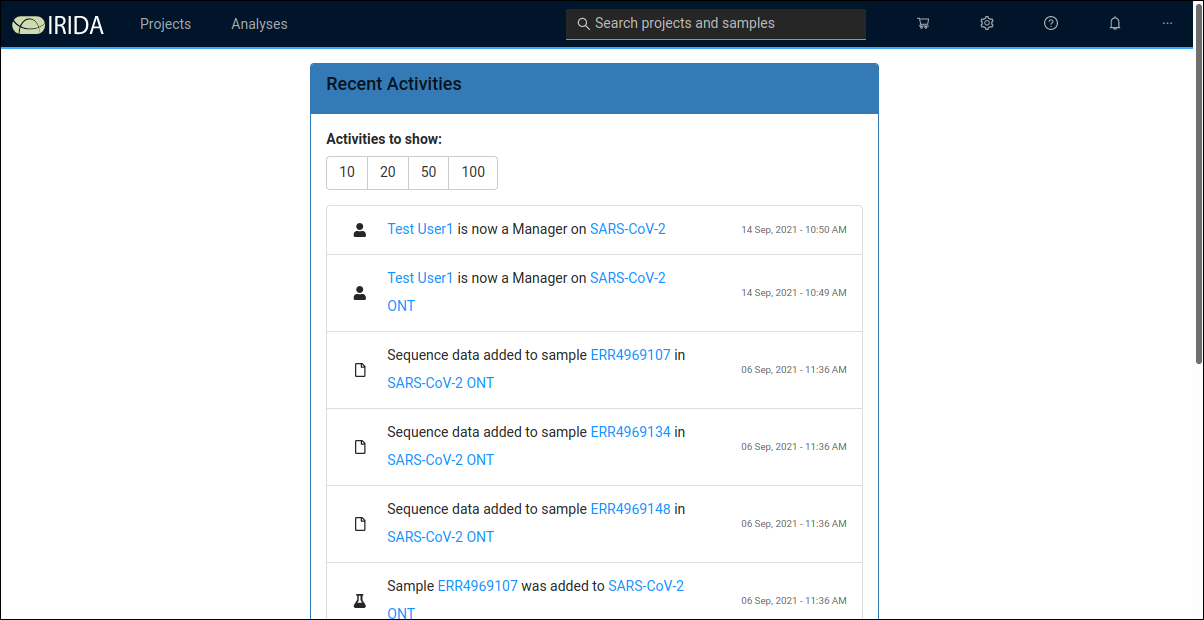 IRIDA Projects Analyses Search projects and samples ···
Recent Activities
Activities to show:
10 20 50 100
Test User1 is now a Manager on SARS-CoV-2 14 Sep, 2021 - 10:50 AM
Test User1 is now a Manager on SARS-CoV-2
ONT
14 Sep, 2021 - 10:49 AM
Sequence data added to sample ERR4969107 in
SARS-CoV-2 ONT
06 Sep, 2021 - 11:36 AM
Sequence data added to sample ERR4969134 in
SARS-CoV-2 ONT
06 Sep, 2021 - 11:36 AM
Sequence data added to sample ERR4969148 in
SARS-CoV-2 ONT
06 Sep, 2021 - 11:36 AM
Sample ERR4969107 was added to SARS-CoV-2
ONT
06 Sep, 2021 - 11:36 AM